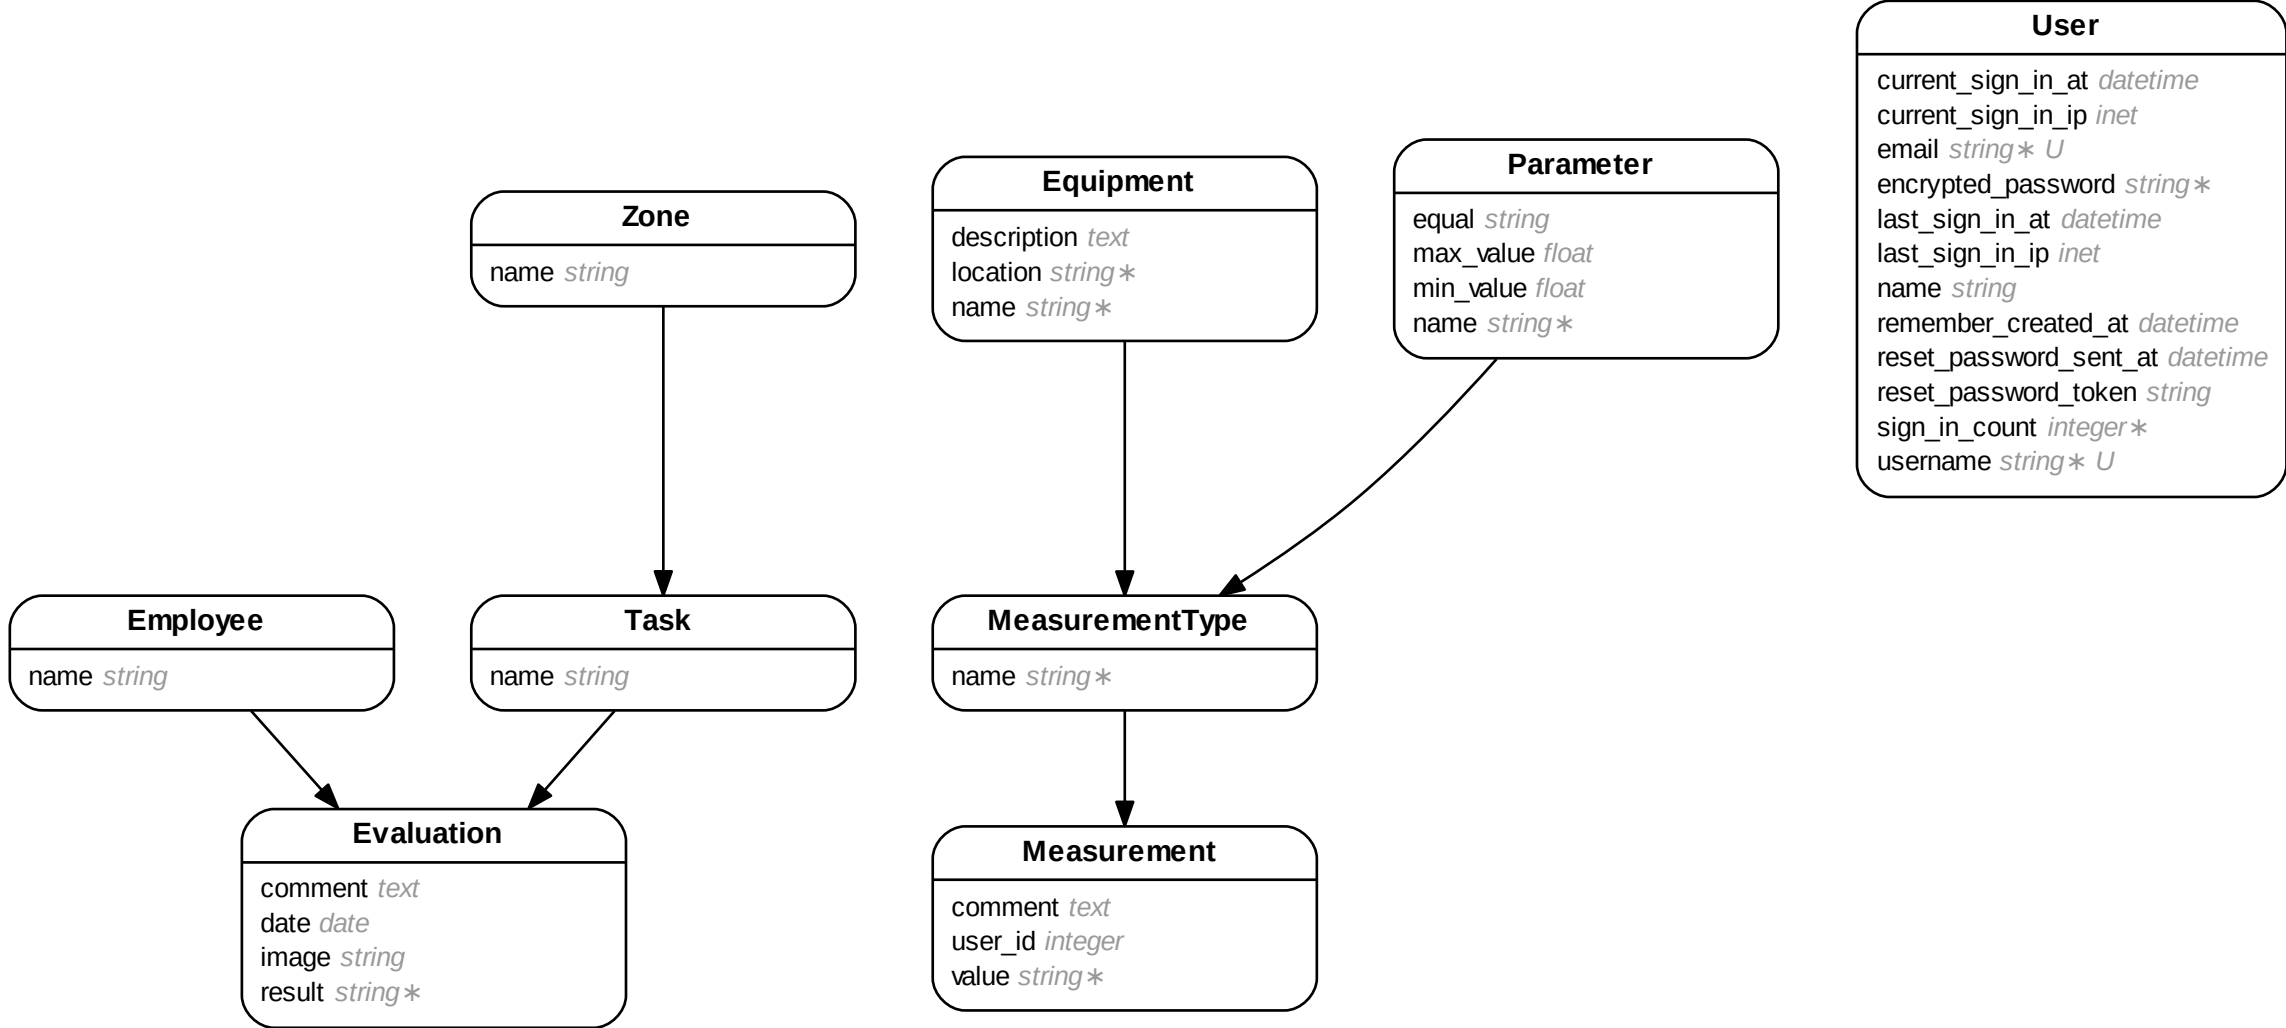 User
current_sign_in_at datetime
current_sign_in_ip inet
email string∗ U
encrypted_password string∗
last_sign_in_at datetime
last_sign_in_ip inet
name string
remember_created_at datetime
reset_password_sent_at datetime
reset_password_token string
sign_in_count integer∗
username string∗ U
Parameter
equal string
max_value float
min_value float
name string∗
Equipment
description text
location string∗
name string∗
Zone
name string
Employee
name string
Task
name string
MeasurementType
name string∗
Evaluation
comment text
date date
image string
result string∗
Measurement
comment text
user_id integer
value string∗